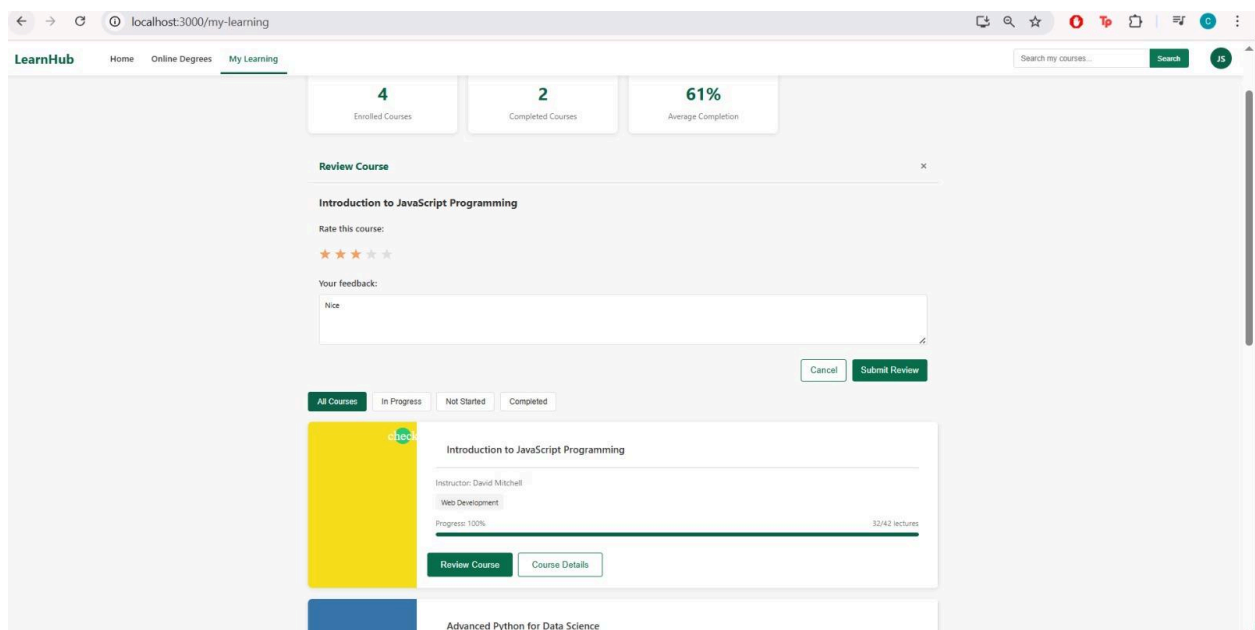 localhost:3000/my-learning
LearnHub Home Online Degrees My Learning Search my courses... Search JS
4 2 61%
Enrolled Courses Completed Courses Average Completion
Review Course ×
Introduction to JavaScript Programming
Rate this course:
Your feedback:
Nice
Cancel Submit Review
All Courses In Progress Not Started Completed
check
Introduction to JavaScript Programming
Instructor: David Mitchell
Web Development
Progress: 100% 32/42 lectures
Review Course Course Details
Advanced Python for Data Science